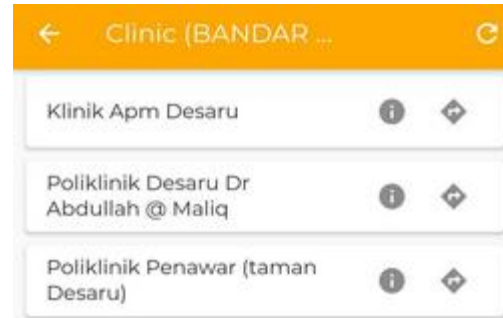 Clinic (BANDAR ...
Klinik Apm Desaru
Poliklinik Desaru Dr
Abdullah @ Maliq
Poliklinik Penawar (taman
Desaru)